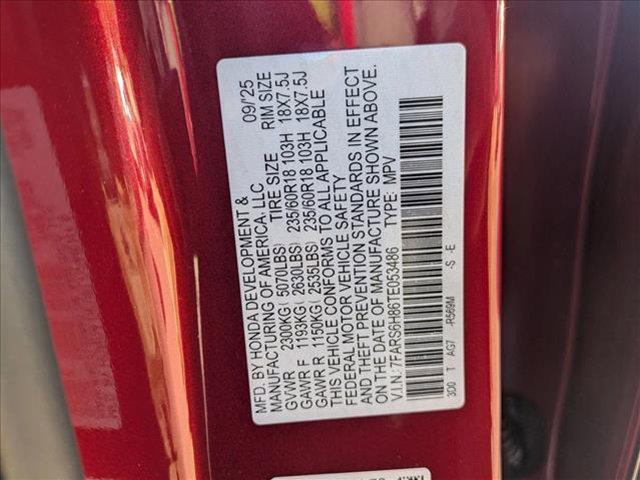 MFD. BY HONDA DEVELOPMENT & 09/'25
MANUFACTURING OF AMERICA, LLC
TIRE SIZE RIM SIZE
GVWR 2300KG( 5070LBS)
GAWR F 1193KG( 2630LBS) 235/60R18 103H 18X7.5J
GAWR R 1150KG( 2535LBS) 235/60R18 103H 18X7.5J
THIS VEHICLE CONFORMS TO ALL APPLICABLE
FEDERAL MOTOR VEHICLE SAFETY
AND THEFT PREVENTION STANDARDS IN EFFECT
ON THE DATE OF MANUFACTURE SHOWN ABOVE.
V.I.N: 7FARS6H86TE053486 TYPE: MPV
3D0 T AG7 -R569M -S -E